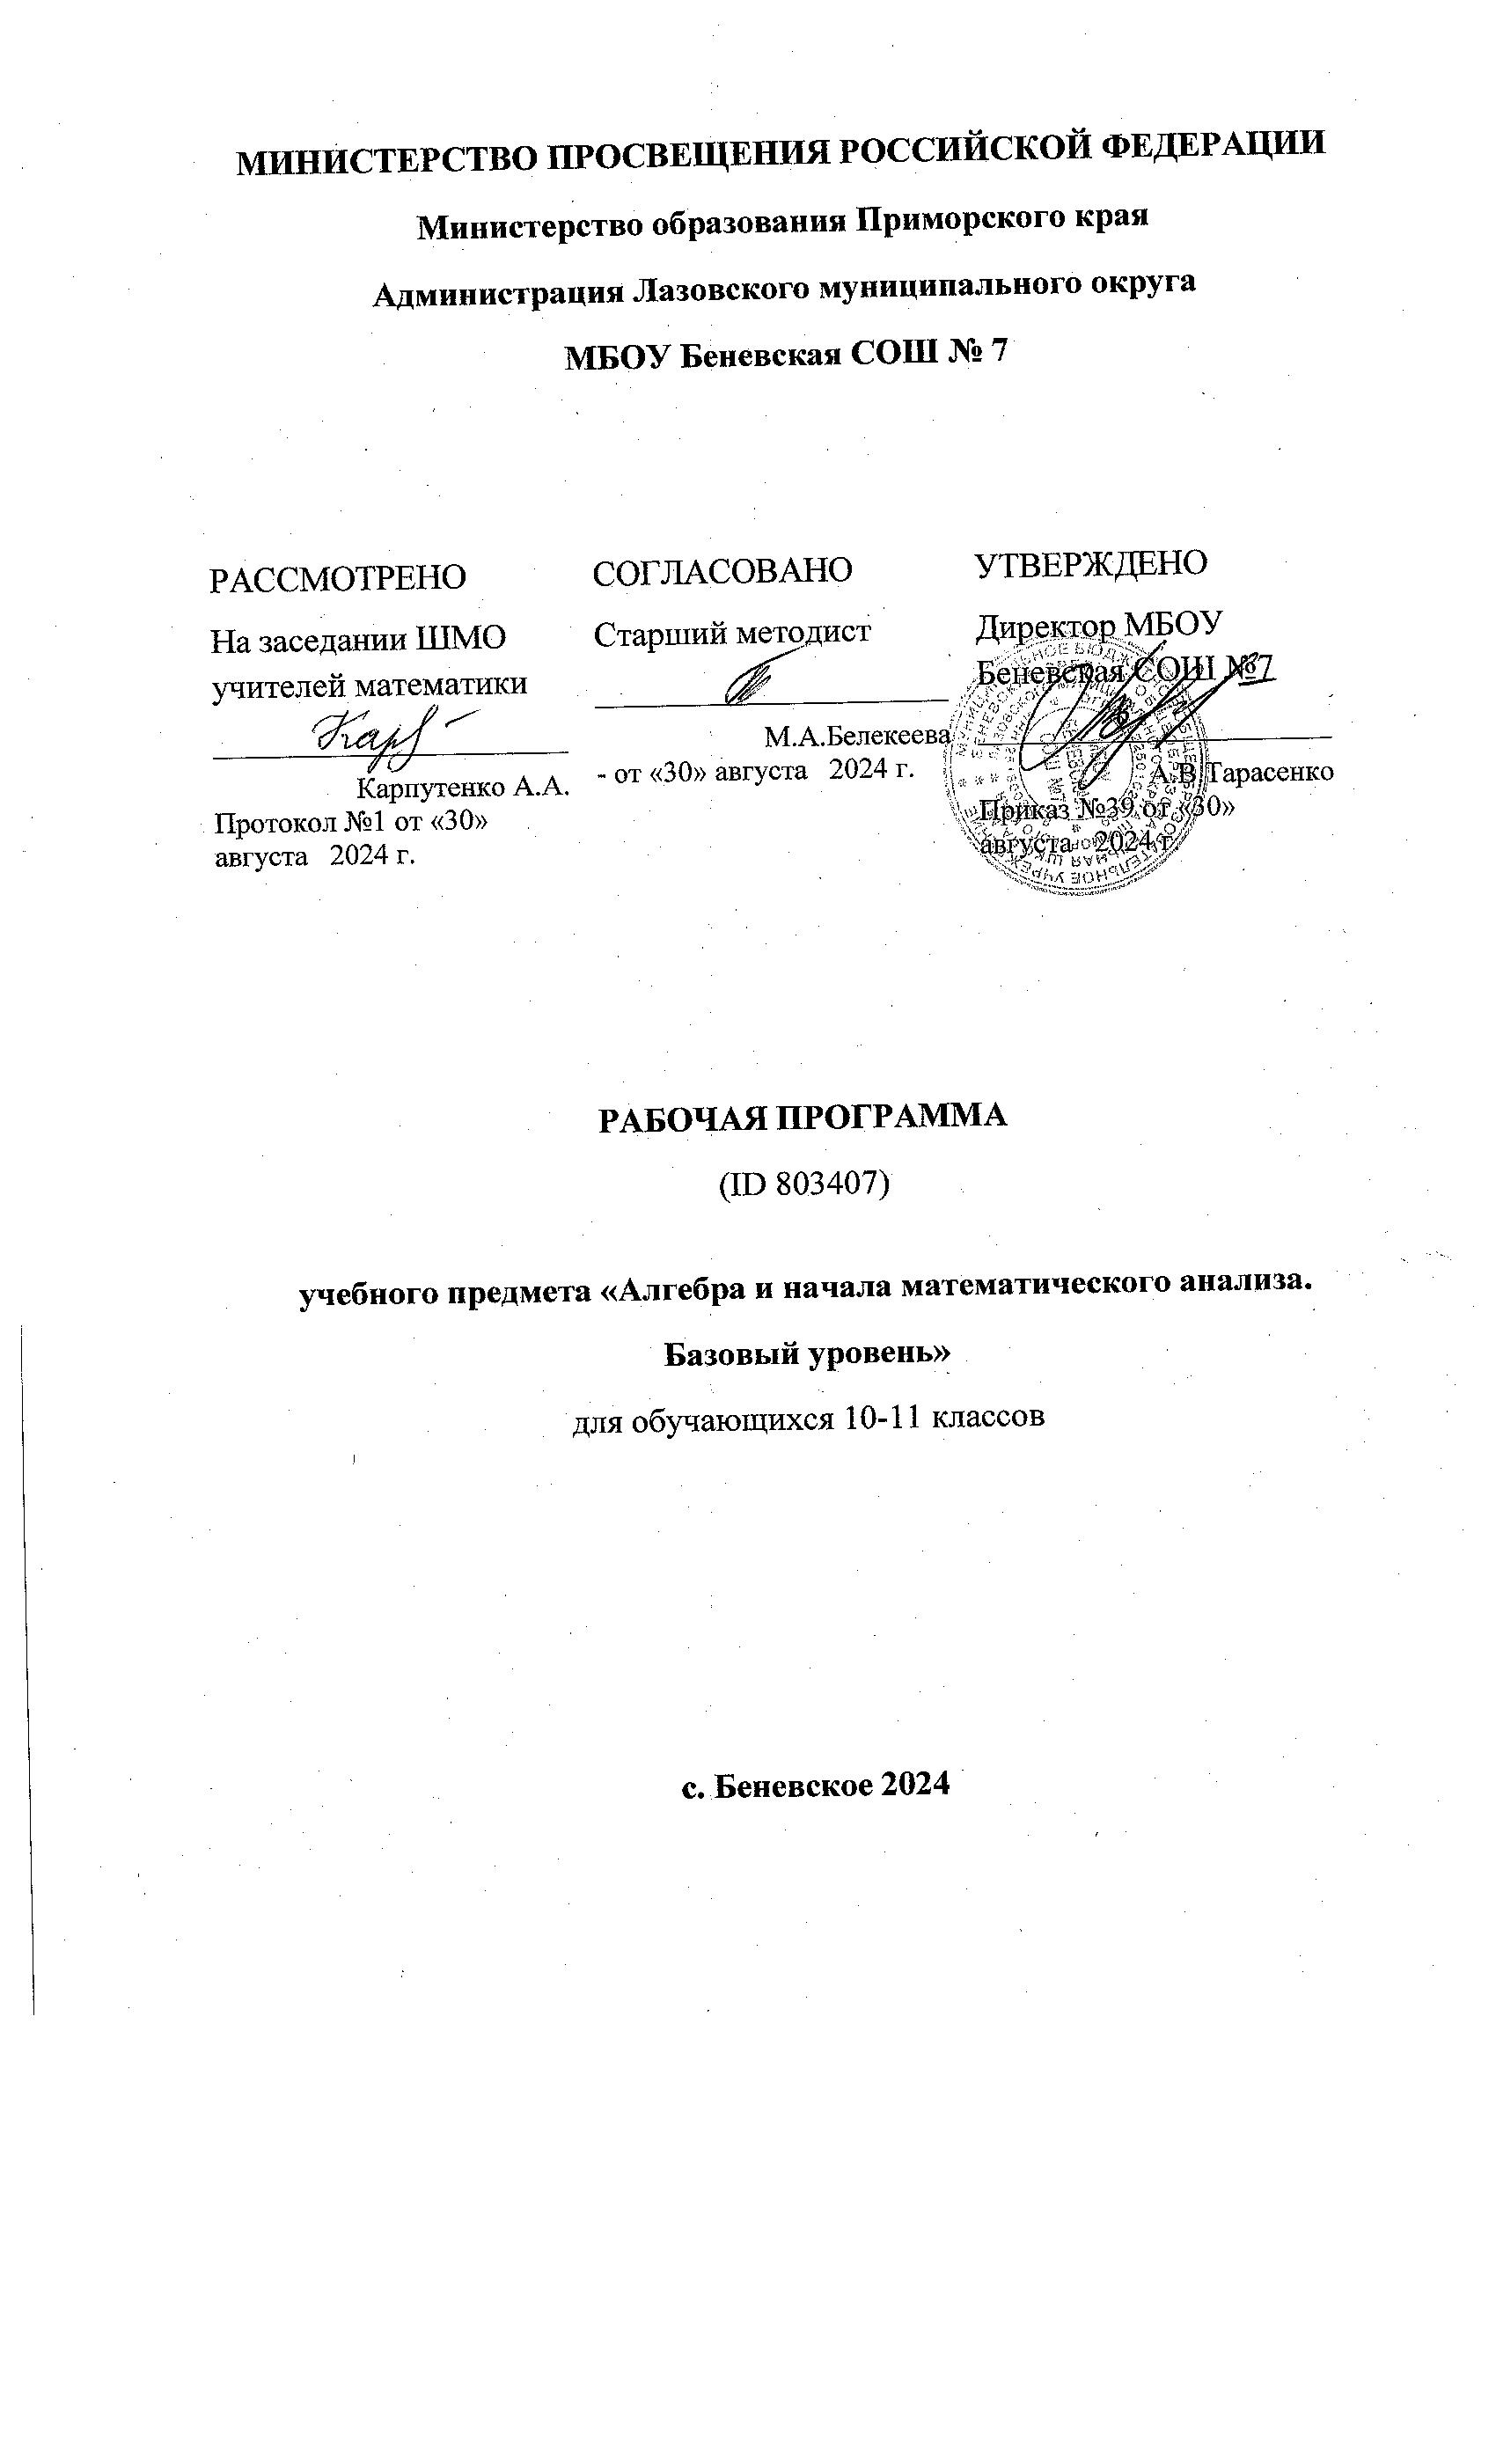 МИНИСТЕРСТВО ПРОСВЕЩЕНИЯ РОССИЙСКОЙ ФЕДЕРАЦИИ
Министерство образования Приморского края
Администрация Лазовского муниципального округа
МБОУ Беневская СОШ № 7
РАССМОТРЕНО
На заседании ШМО
учителей математики
Карпутенко А.А.
Протокол №1 от «30»
августа 2024 г.
СОГЛАСОВАНО
Старший методист
М.А.Белекеева
- от «30» августа 2024 г.
УТВЕРЖДЕНО
Директор МБОУ
Беневская СОШ №7
А.В.Тарасенко
Приказ №39 от «30»
августа 2024 г.
РАБОЧАЯ ПРОГРАММА
(ID 803407)
учебного предмета «Алгебра и начала математического анализа.
Базовый уровень»
для обучающихся 10-11 классов
с. Беневское 2024